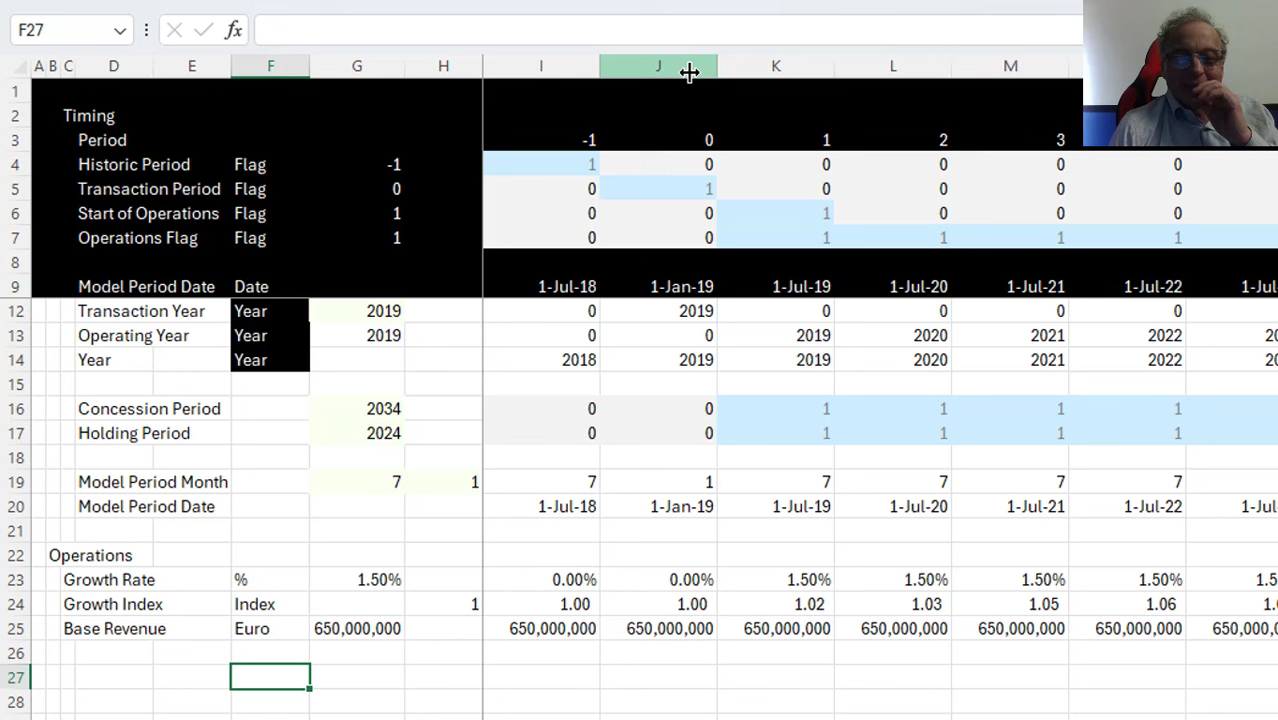 F27 fx
A B C D E F G H I J K L M
1
2 Timing
3 Period -1 0 1 2 3
4 Historic Period Flag -1 1 0 0 0 0 0
5 Transaction Period Flag 0 0 1 0 0 0 0
6 Start of Operations Flag 1 0 0 1 0 0 0
7 Operations Flag Flag 1 0 0 1 1 1 1
8
9 Model Period Date Date 1-Jul-18 1-Jan-19 1-Jul-19 1-Jul-20 1-Jul-21 1-Jul-22 1-Jul-
12 Transaction Year Year 2019 0 2019 0 0 0 0
13 Operating Year Year 2019 0 0 2019 2020 2021 2022 20
14 Year Year 2018 2019 2019 2020 2021 2022 20
15
16 Concession Period 2034 0 0 1 1 1 1
17 Holding Period 2024 0 0 1 1 1 1
18
19 Model Period Month 7 1 7 1 7 7 7 7
20 Model Period Date 1-Jul-18 1-Jan-19 1-Jul-19 1-Jul-20 1-Jul-21 1-Jul-22 1-Jul-
21
22 Operations
23 Growth Rate % 1.50% 0.00% 0.00% 1.50% 1.50% 1.50% 1.50% 1.5
24 Growth Index Index 1 1.00 1.00 1.02 1.03 1.05 1.06 1.
25 Base Revenue Euro 650,000,000 650,000,000 650,000,000 650,000,000 650,000,000 650,000,000 650,000,000 650,00
26
27
28